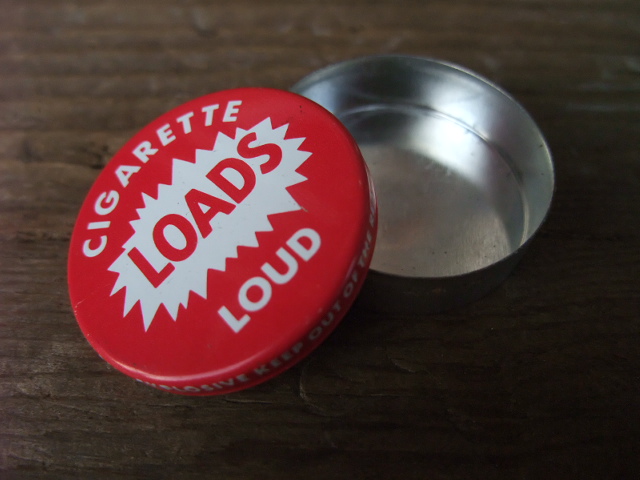 CIGARETTE
LOADS
LOUD
EXPLOSIVE KEEP OUT OF THE